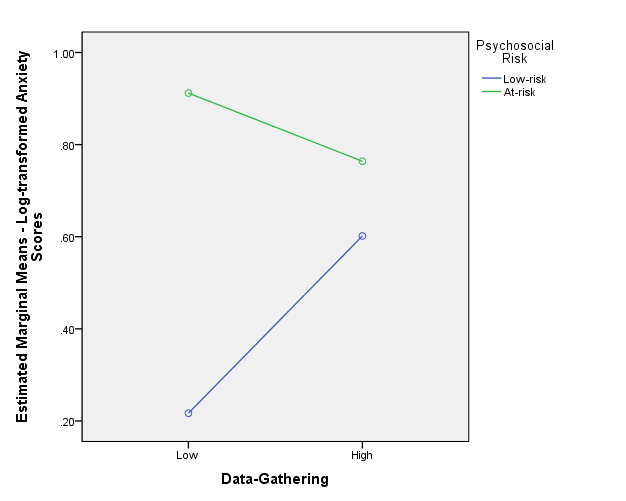 Psychosocial
Risk
Low-risk
At-risk
Estimated Marginal Means - Log-transformed Anxiety
Scores
1.00
.80
.60
.40
.20
Low
High
Data-Gathering